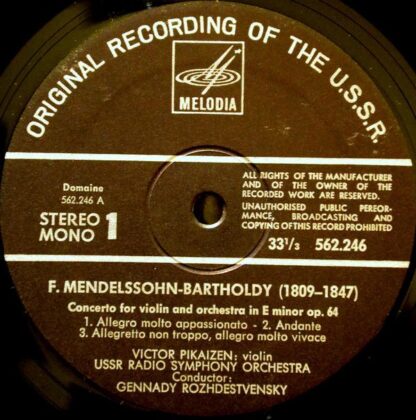 ORIGINAL RECORDING OF THE U.S.S.R.
MELODIA
Domaine
562.246 A
STEREO 1
MONO
ALL RIGHTS OF THE MANUFACTURER
AND OF THE OWNER OF THE
RECORDED WORK ARE RESERVED.
UNAUTHORISED PUBLIC PEREOR-
MANCE, BROADCASTING AND
COPYING OF THIS RECORD PROHIBITED
33⅓ 562.246
F. MENDELSSOHN-BARTHOLDY (1809–1847)
Concerto for violin and orchestra in E minor op. 64
1. Allegro molto appassionato - 2. Andante
3. Allegretto non troppo, allegro molto vivace
VICTOR PIKAIZEN: violin
USSR RADIO SYMPHONY ORCHESTRA
Conductor:
GENNADY ROZHDESTVENSKY